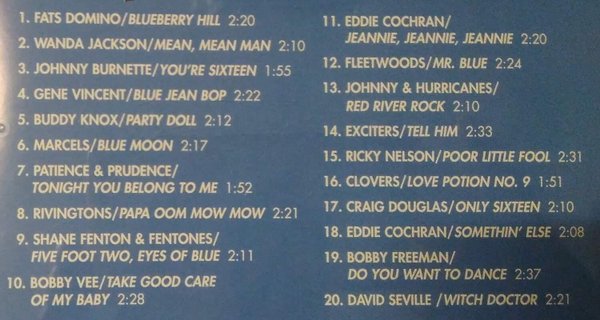 1. FATS DOMINO/BLUEBERRY HILL 2:20
2. WANDA JACKSON/MEAN, MEAN MAN 2:10
3. JOHNNY BURNETTE/YOU'RE SIXTEEN 1:55
4. GENE VINCENT/BLUE JEAN BOP 2:22
5. BUDDY KNOX/PARTY DOLL 2:12
6. MARCELS/BLUE MOON 2:17
7. PATIENCE & PRUDENCE/
TONIGHT YOU BELONG TO ME 1:52
8. RIVINGTONS/PAPA OOM MOW MOW 2:21
9. SHANE FENTON & FENTONES/
FIVE FOOT TWO, EYES OF BLUE 2:11
10. BOBBY VEE/TAKE GOOD CARE
OF MY BABY 2:28
11. EDDIE COCHRAN/
JEANNIE, JEANNIE, JEANNIE 2:20
12. FLEETWOODS/MR. BLUE 2:24
13. JOHNNY & HURRICANES/
RED RIVER ROCK 2:10
14. EXCITERS/TELL HIM 2:33
15. RICKY NELSON/POOR LITTLE FOOL 2:31
16. CLOVERS/LOVE POTION NO. 9 1:51
17. CRAIG DOUGLAS/ONLY SIXTEEN 2:10
18. EDDIE COCHRAN/SOMETHIN' ELSE 2:08
19. BOBBY FREEMAN/
DO YOU WANT TO DANCE 2:37
20. DAVID SEVILLE /WITCH DOCTOR 2:21